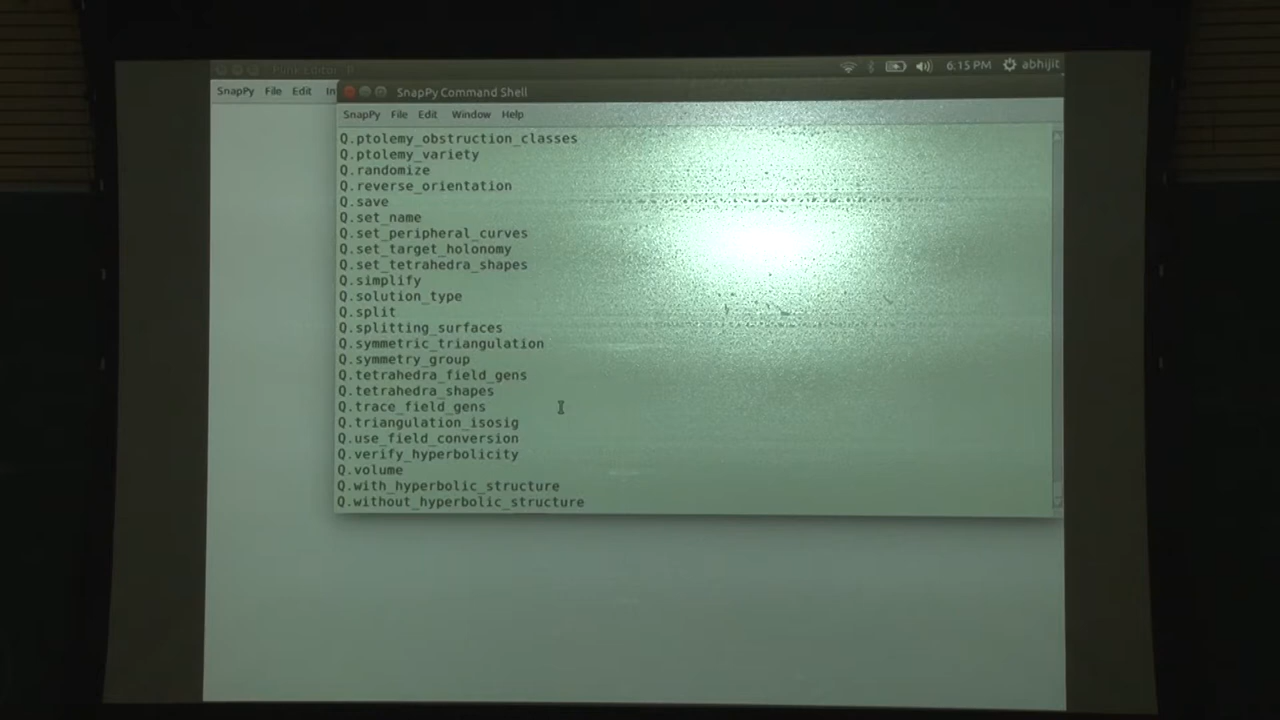 6:15 PM abhijit
SnapPy File Edit In
SnapPy Command Shell
SnapPy File Edit Window Help
Q.ptolemy_obstruction_classes
Q.ptolemy_variety
Q.randomize
Q.reverse_orientation
Q.save
Q.set_name
Q.set_peripheral_curves
Q.set_target_holonomy
Q.set_tetrahedra_shapes
Q.simplify
Q.solution_type
Q.split
Q.splitting_surfaces
Q.symmetric_triangulation
Q.symmetry_group
Q.tetrahedra_field_gens
Q.tetrahedra_shapes
Q.trace_field_gens
Q.triangulation_isosig
Q.use_field_conversion
Q.verify_hyperbolicity
Q.volume
Q.with_hyperbolic_structure
Q.without_hyperbolic_structure